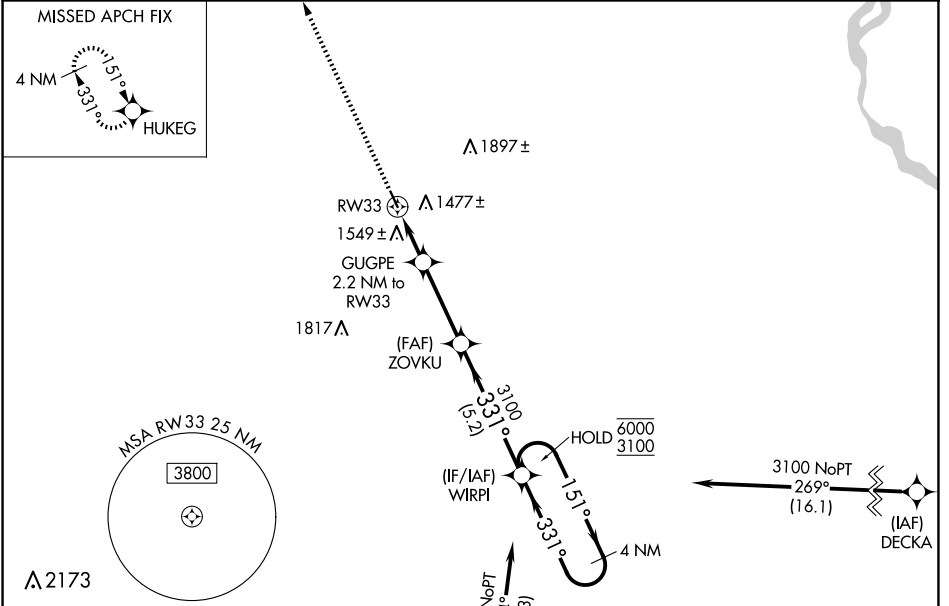 MISSED APCH FIX
4 NM
151°
331°
HUKEG
1897±
RW33
1477±
1549±
GUGPE
2.2 NM to
RW33
1817
(FAF)
ZOVKU
3100
331°
(5.2)
MSA RW33 25 NM
3800
HOLD
6000
3100
(IF/IAF)
WIRPI
151°
331°
4 NM
3100 NoPT
269°
(16.1)
(IAF)
DECKA
2173
NoPT